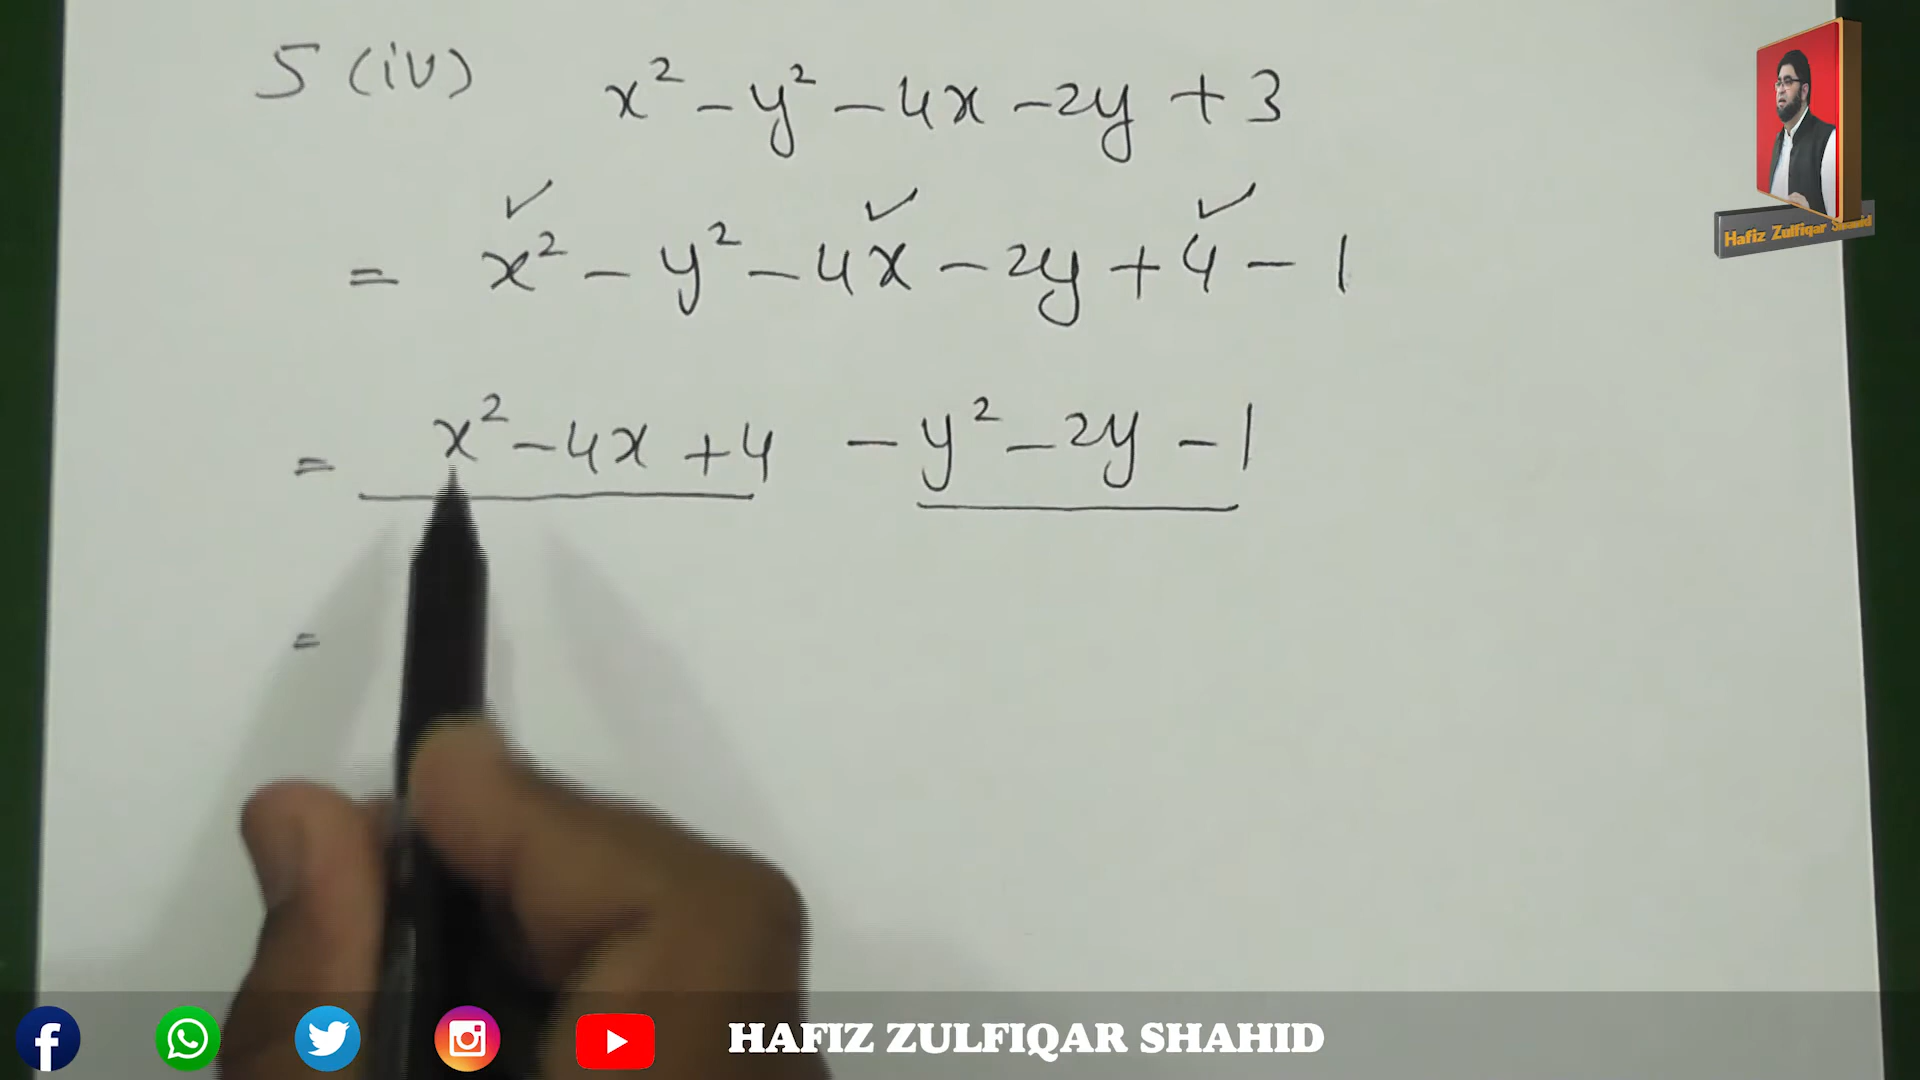 5 (iv) x² - y² - 4x - 2y + 3
Hafiz Zulfiqar Shahid
✓ ✓ ✓
= x² - y² - 4x - 2y + 4 - 1
= x² - 4x + 4 - y² - 2y - 1
=
HAFIZ ZULFIQAR SHAHID